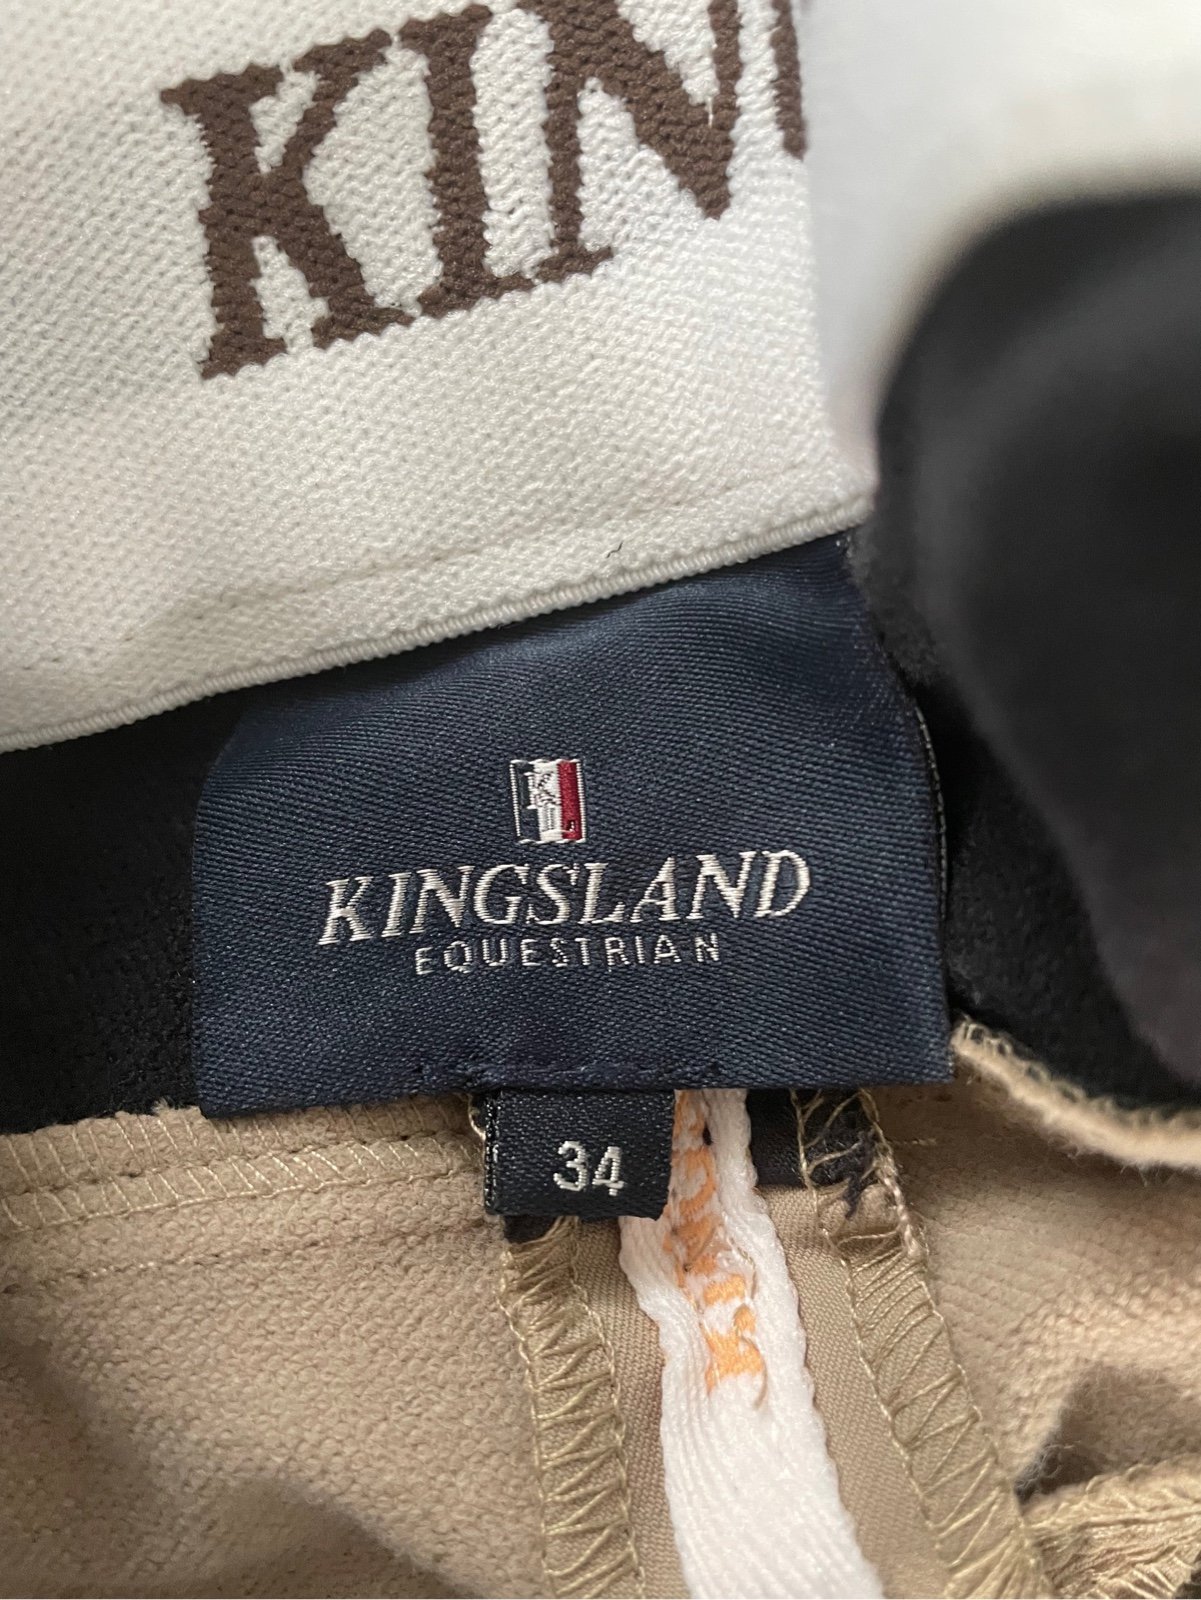 KIN
KINGSLAND
EQUESTRIAN
34